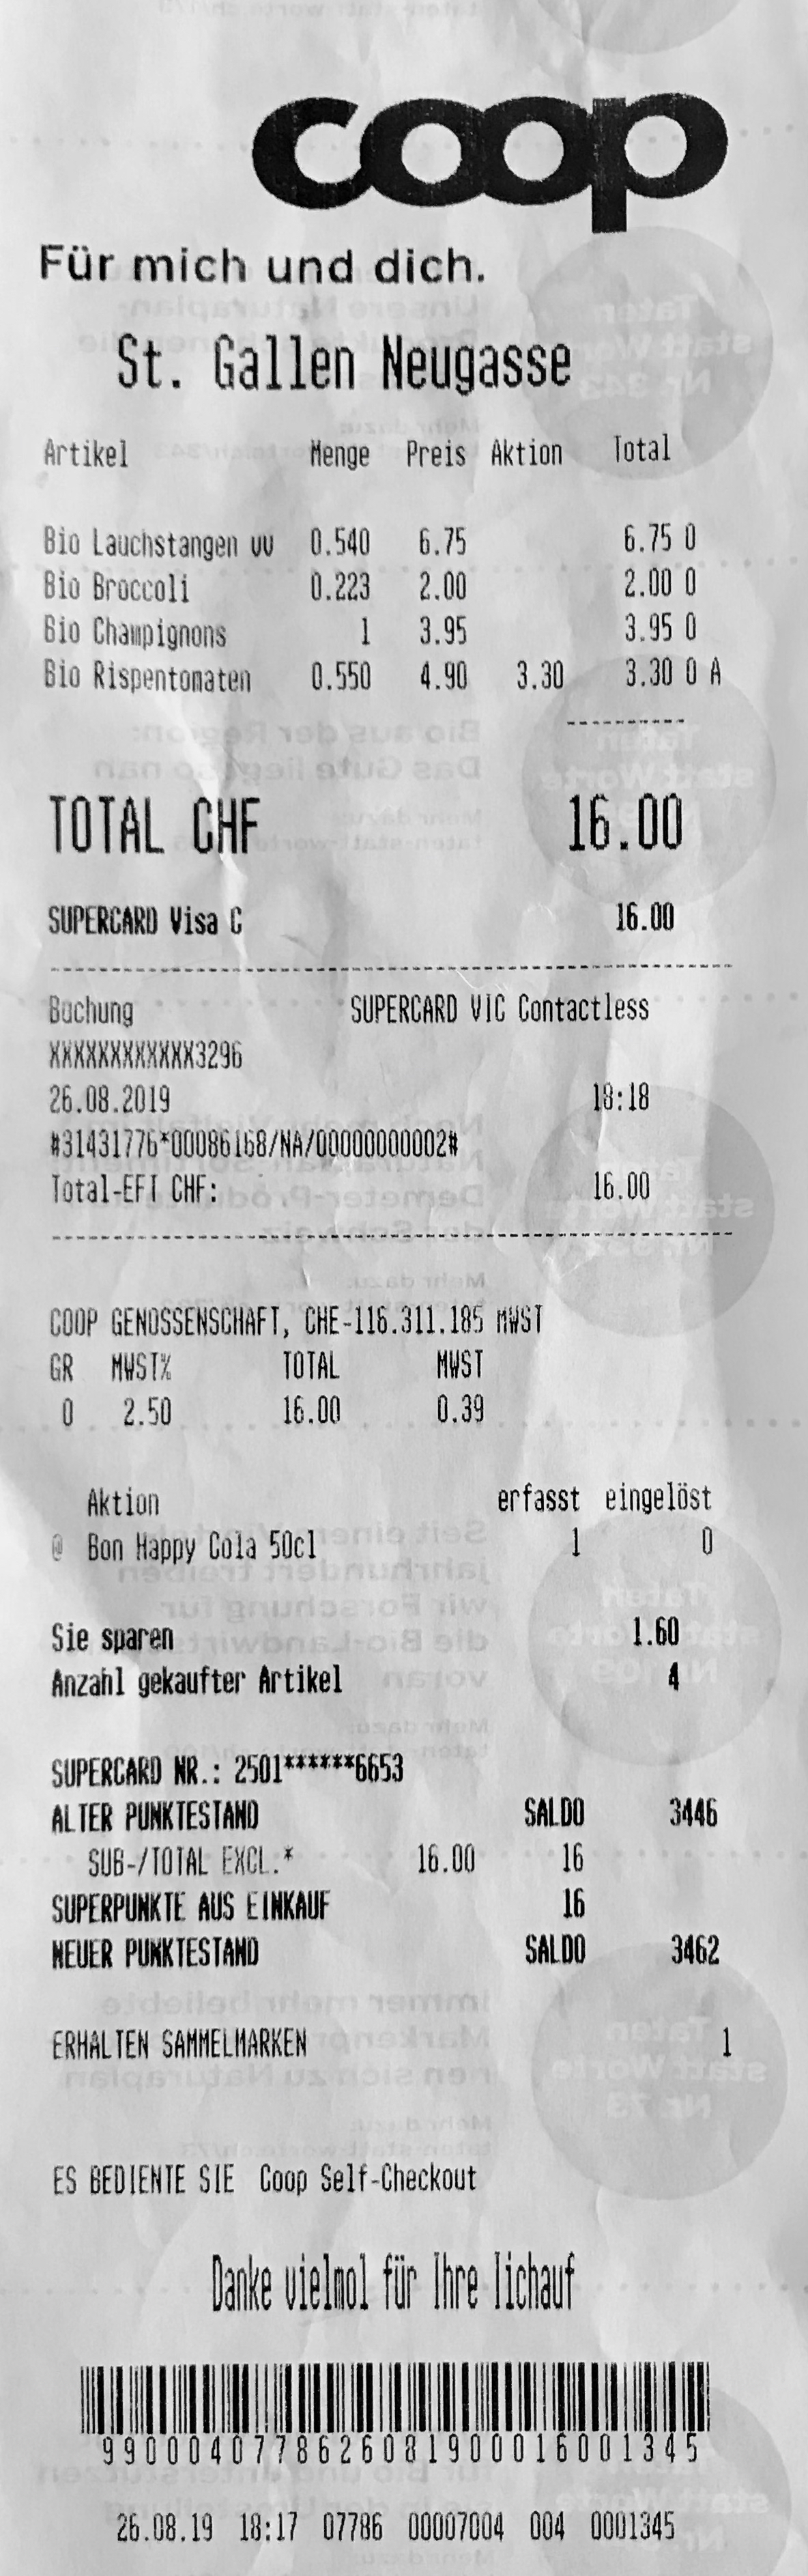 coop
Für mich und dich.
St. Gallen Neugasse
Artikel Menge Preis Aktion Total
Bio Lauchstangen vv 0.540 6.75 6.75 0
Bio Broccoli 0.223 2.00 2.00 0
Bio Champignons 1 3.95 3.95 0
Bio Rispentomaten 0.550 4.90 3.30 3.30 0 A
TOTAL CHF 16.00
SUPERCARD Visa C 16.00
Buchung SUPERCARD VIC Contactless
XXXXXXXXXXXX3296
26.08.2019 18:18
#31431776*00086168/NA/00000000002#
Total-EFT CHF: 16.00
COOP GENOSSENSCHAFT, CHE-116.311.185 MWST
GR MWST% TOTAL MWST
0 2.50 16.00 0.39
Aktion erfasst eingelöst
@ Bon Happy Cola 50cl 1 0
Sie sparen 1.60
Anzahl gekaufter Artikel 4
SUPERCARD NR.: 2501******6653
ALTER PUNKTESTAND SALDO 3446
SUB-/TOTAL EXCL.* 16.00 16
SUPERPUNKTE AUS EINKAUF 16
NEUER PUNKTESTAND SALDO 3462
ERHALTEN SAMMELMARKEN 1
ES BEDIENTE SIE Coop Self-Checkout
Danke vielmol für Ihre Iichauf
9900040778626081900016001345
26.08.19 18:17 07786 00007004 004 0001345